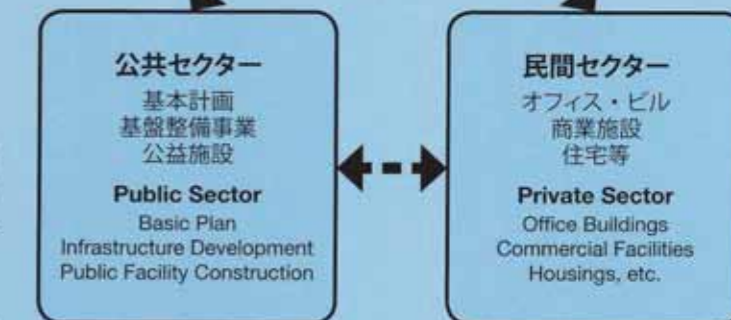 公共セクター
基本計画
基盤整備事業
公益施設
Public Sector
Basic Plan
Infrastructure Development
Public Facility Construction
民間セクター
オフィス・ビル
商業施設
住宅等
Private Sector
Office Buildings
Commercial Facilities
Housings, etc.